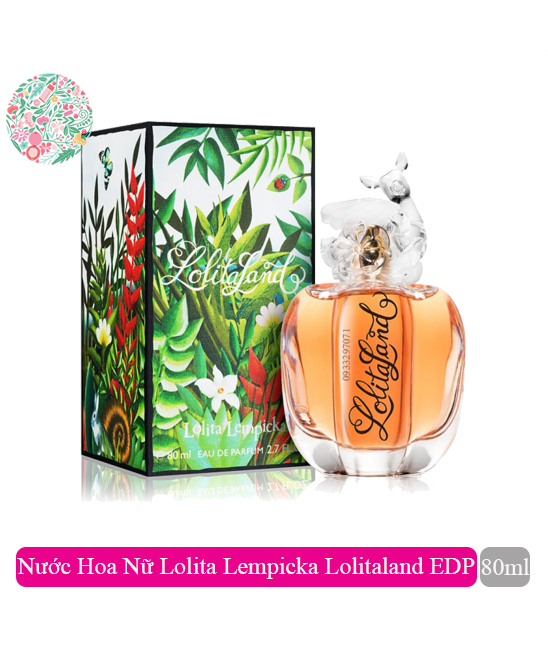 LolitaLand
Lolita Lempicka
80 ml EAU DE PARFUM 2.7 Fl
LolitaLand
0933297071
Nước Hoa Nữ Lolita Lempicka Lolitaland EDP
80ml